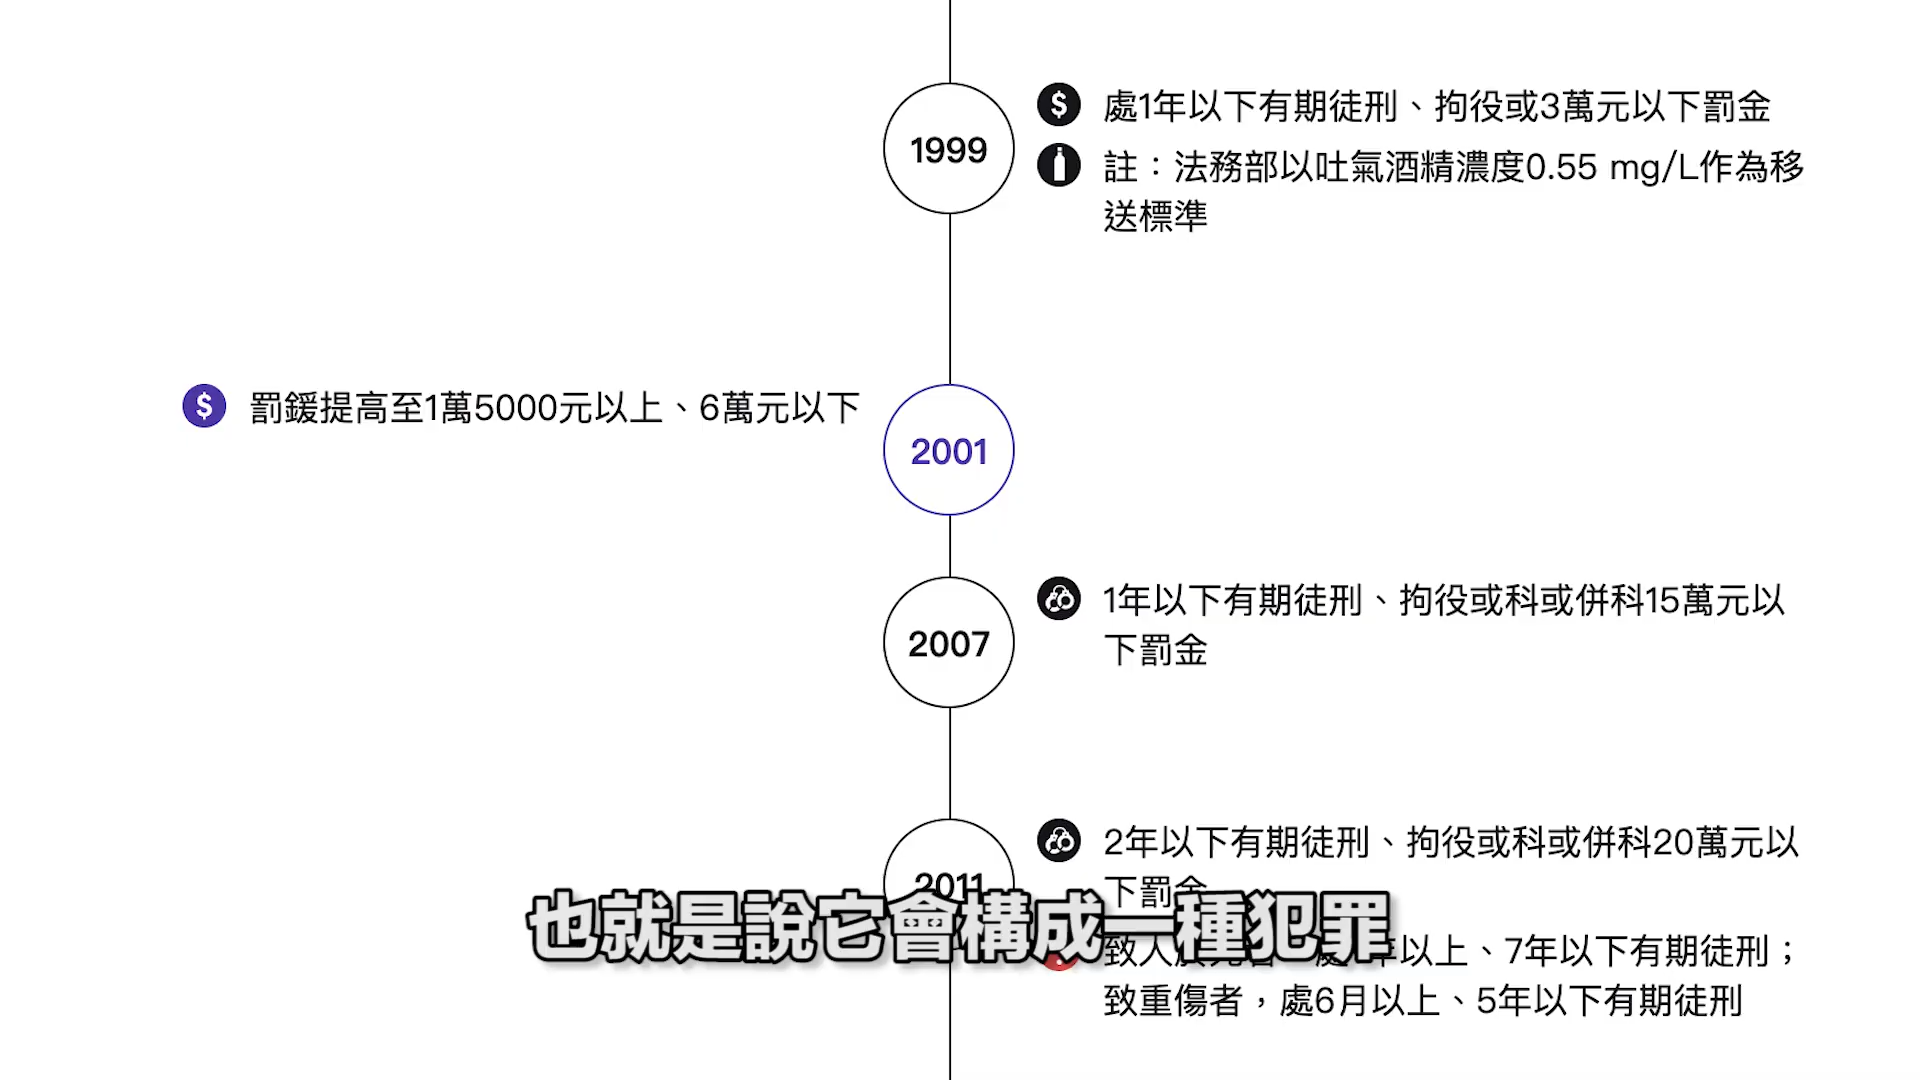 1999
處1年以下有期徒刑、拘役或3萬元以下罰金
註：法務部以吐氣酒精濃度0.55 mg/L作為移
送標準
罰鍰提高至1萬5000元以上、6萬元以下
2001
2007
1年以下有期徒刑、拘役或科或併科15萬元以
下罰金
2011
2年以下有期徒刑、拘役或科或併科20萬元以
下罰金
也就是說它會構成一種犯罪
致人 年以上、7年以下有期徒刑；
致重傷者，處6月以上、5年以下有期徒刑